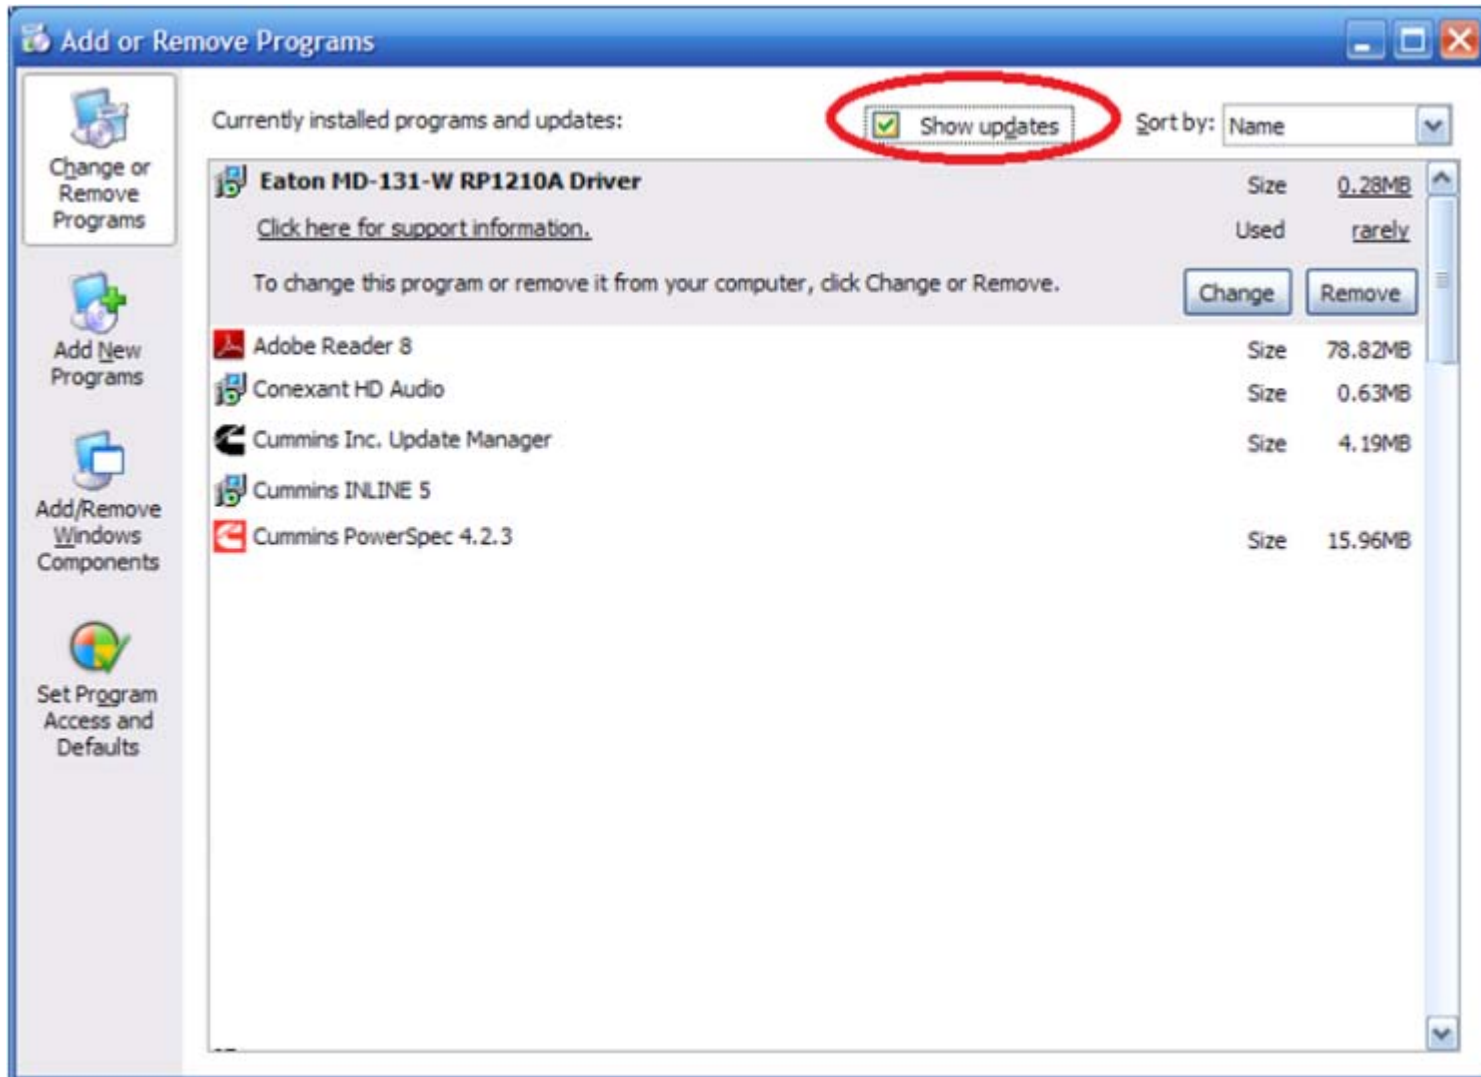 Add or Remove Programs
Change or
Remove
Programs
Add New
Programs
Add/Remove
Windows
Components
Set Program
Access and
Defaults
Currently installed programs and updates:
Show updates
Sort by: Name
Eaton MD-131-W RP1210A Driver Size 0.28MB
Click here for support information. Used rarely
To change this program or remove it from your computer, click Change or Remove. Change Remove
Adobe Reader 8 Size 78.82MB
Conexant HD Audio Size 0.63MB
Cummins Inc. Update Manager Size 4.19MB
Cummins INLINE 5
Cummins PowerSpec 4.2.3 Size 15.96MB